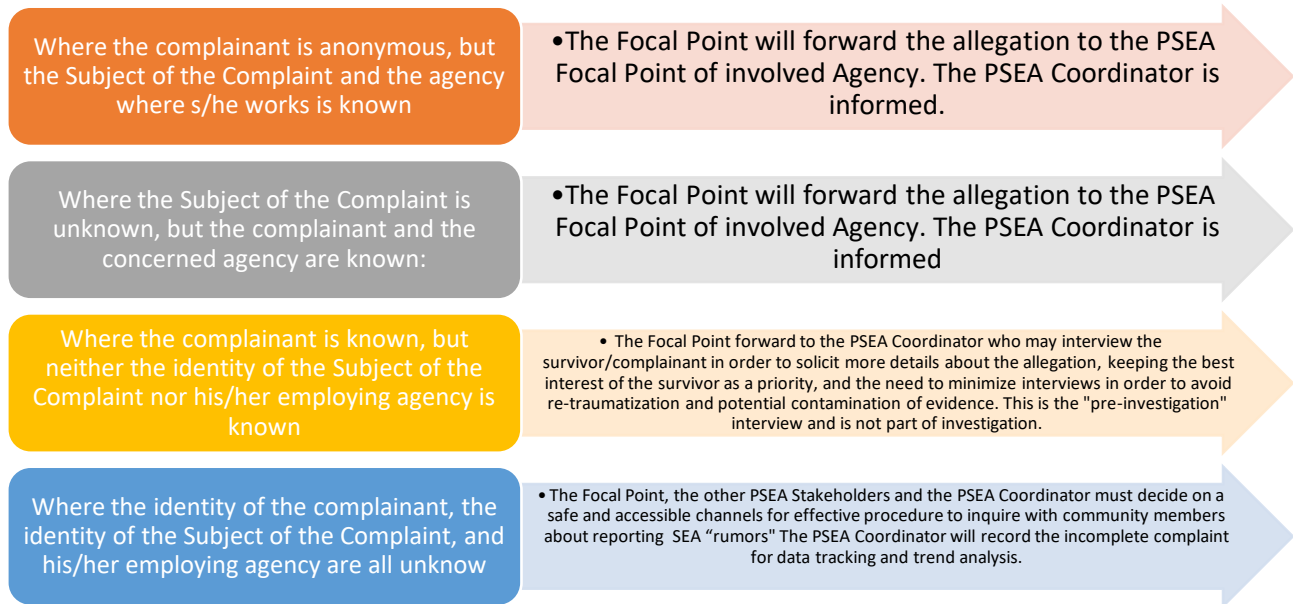 Where the complainant is anonymous, but
the Subject of the Complaint and the agency
where s/he works is known
•The Focal Point will forward the allegation to the PSEA
Focal Point of involved Agency. The PSEA Coordinator is
informed.
Where the Subject of the Complaint is
unknown, but the complainant and the
concerned agency are known:
•The Focal Point will forward the allegation to the PSEA
Focal Point of involved Agency. The PSEA Coordinator is
informed
Where the complainant is known, but
neither the identity of the Subject of the
Complaint nor his/her employing agency is
known
• The Focal Point forward to the PSEA Coordinator who may interview the
survivor/complainant in order to solicit more details about the allegation, keeping the best
interest of the survivor as a priority, and the need to minimize interviews in order to avoid
re-traumatization and potential contamination of evidence. This is the "pre-investigation"
interview and is not part of investigation.
Where the identity of the complainant, the
identity of the Subject of the Complaint, and
his/her employing agency are all unknow
• The Focal Point, the other PSEA Stakeholders and the PSEA Coordinator must decide on a
safe and accessible channels for effective procedure to inquire with community members
about reporting SEA “rumors" The PSEA Coordinator will record the incomplete complaint
for data tracking and trend analysis.